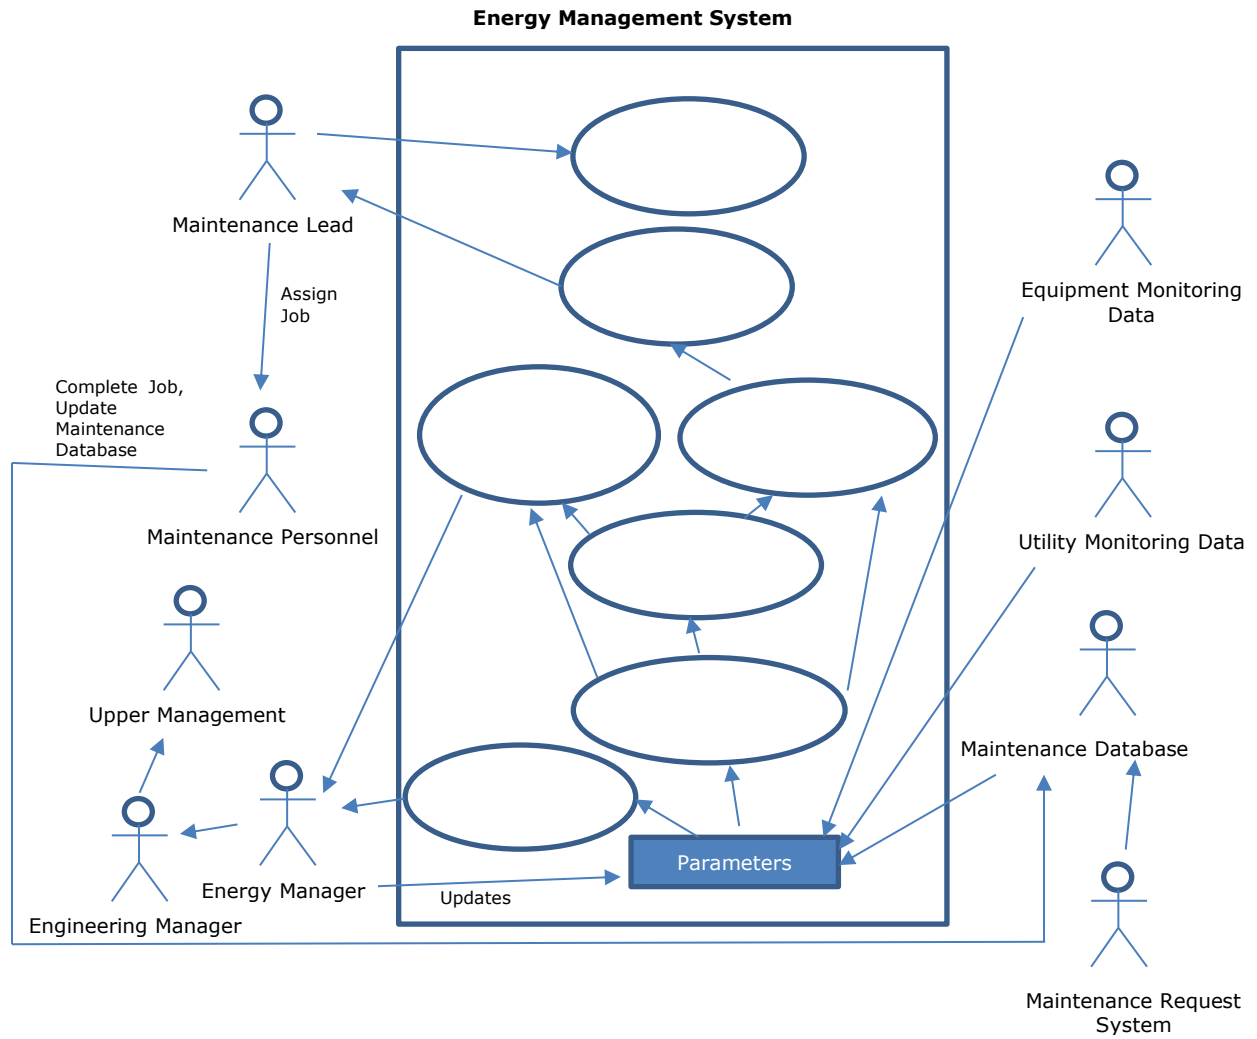 Energy Management System
Maintenance Lead
Equipment Monitoring
Data
Assign
Job
Complete Job,
Update
Maintenance
Database
Maintenance Personnel
Utility Monitoring Data
Upper Management
Maintenance Database
Parameters
Energy Manager
Updates
Engineering Manager
Maintenance Request
System